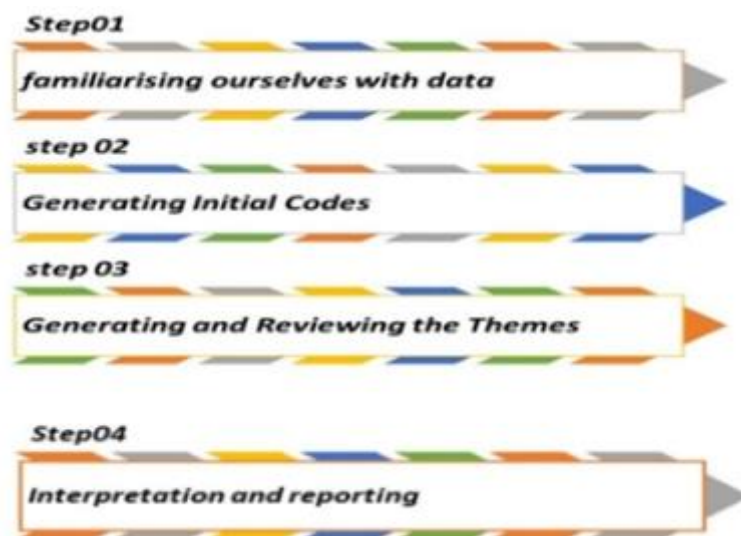 Step01
familiarising ourselves with data
step 02
Generating Initial Codes
step 03
Generating and Reviewing the Themes
Step04
Interpretation and reporting